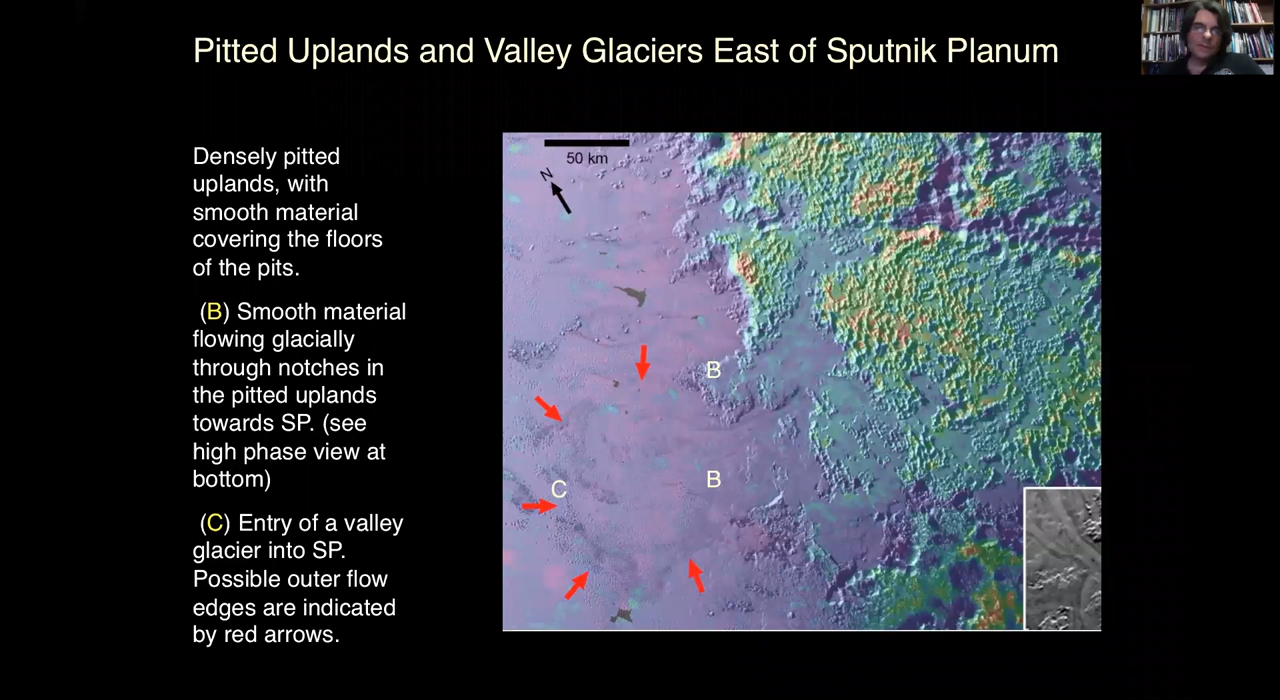 Pitted Uplands and Valley Glaciers East of Sputnik Planum
Densely pitted
uplands, with
smooth material
covering the floors
of the pits.
(B) Smooth material
flowing glacially
through notches in
the pitted uplands
towards SP. (see
high phase view at
bottom)
(C) Entry of a valley
glacier into SP.
Possible outer flow
edges are indicated
by red arrows.
50 km
N
B
B
C